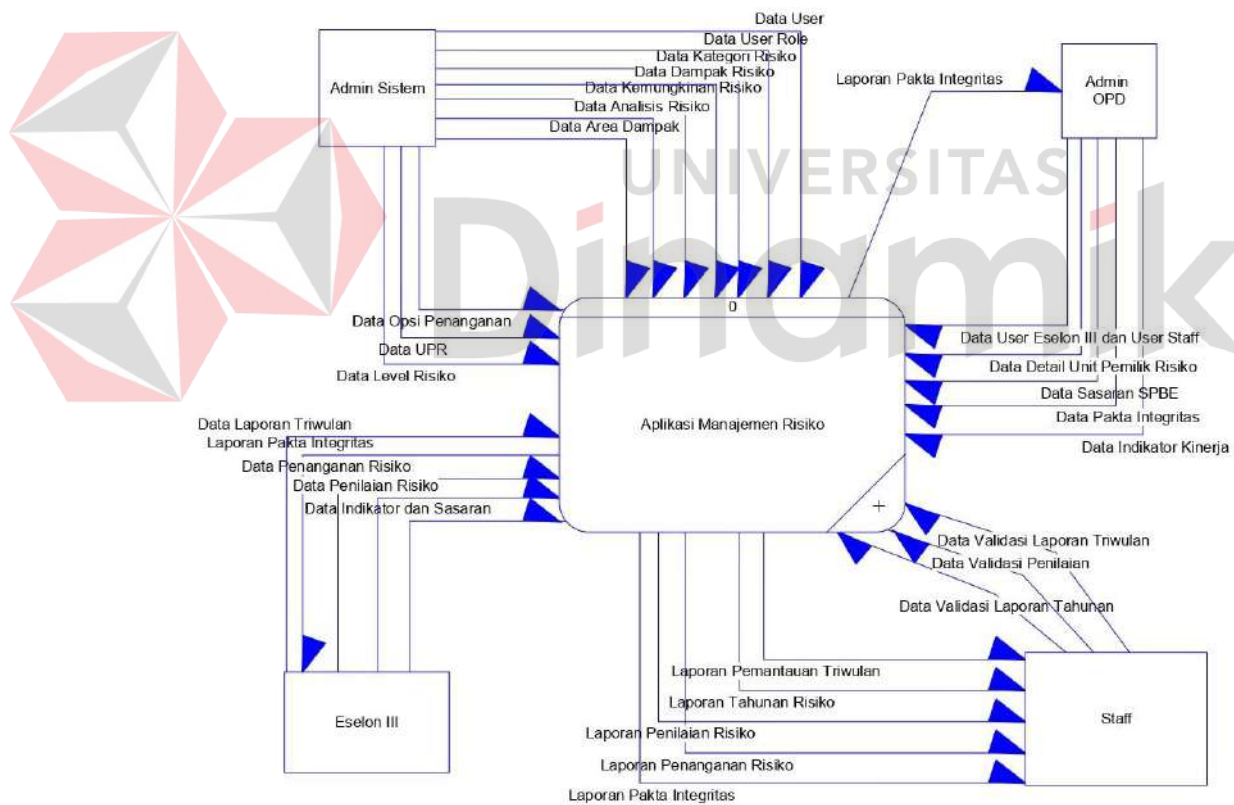 Data User
Data User Role
Data Kategori Risiko
Data Dampak Risiko
Data Kemungkinan Risiko
Data Analisis Risiko
Data Area Dampak
Admin Sistem
Laporan Pakta Integritas
Admin
OPD
UNIVERSITAS
Dinamik
0
Data Opsi Penanganan
Data UPR
Data Level Risiko
Data User Eselon III dan User Staff
Data Detail Unit Pemilik Risiko
Data Sasaran SPBE
Data Pakta Integritas
Data Indikator Kinerja
Aplikasi Manajemen Risiko
Data Laporan Triwulan
Laporan Pakta Integritas
Data Penanganan Risiko
Data Penilaian Risiko
Data Indikator dan Sasaran
+
Data Validasi Laporan Triwulan
Data Validasi Penilaian
Data Validasi Laporan Tahunan
Laporan Pemantauan Triwulan
Laporan Tahunan Risiko
Laporan Penilaian Risiko
Laporan Penanganan Risiko
Laporan Pakta Integritas
Eselon III
Staff